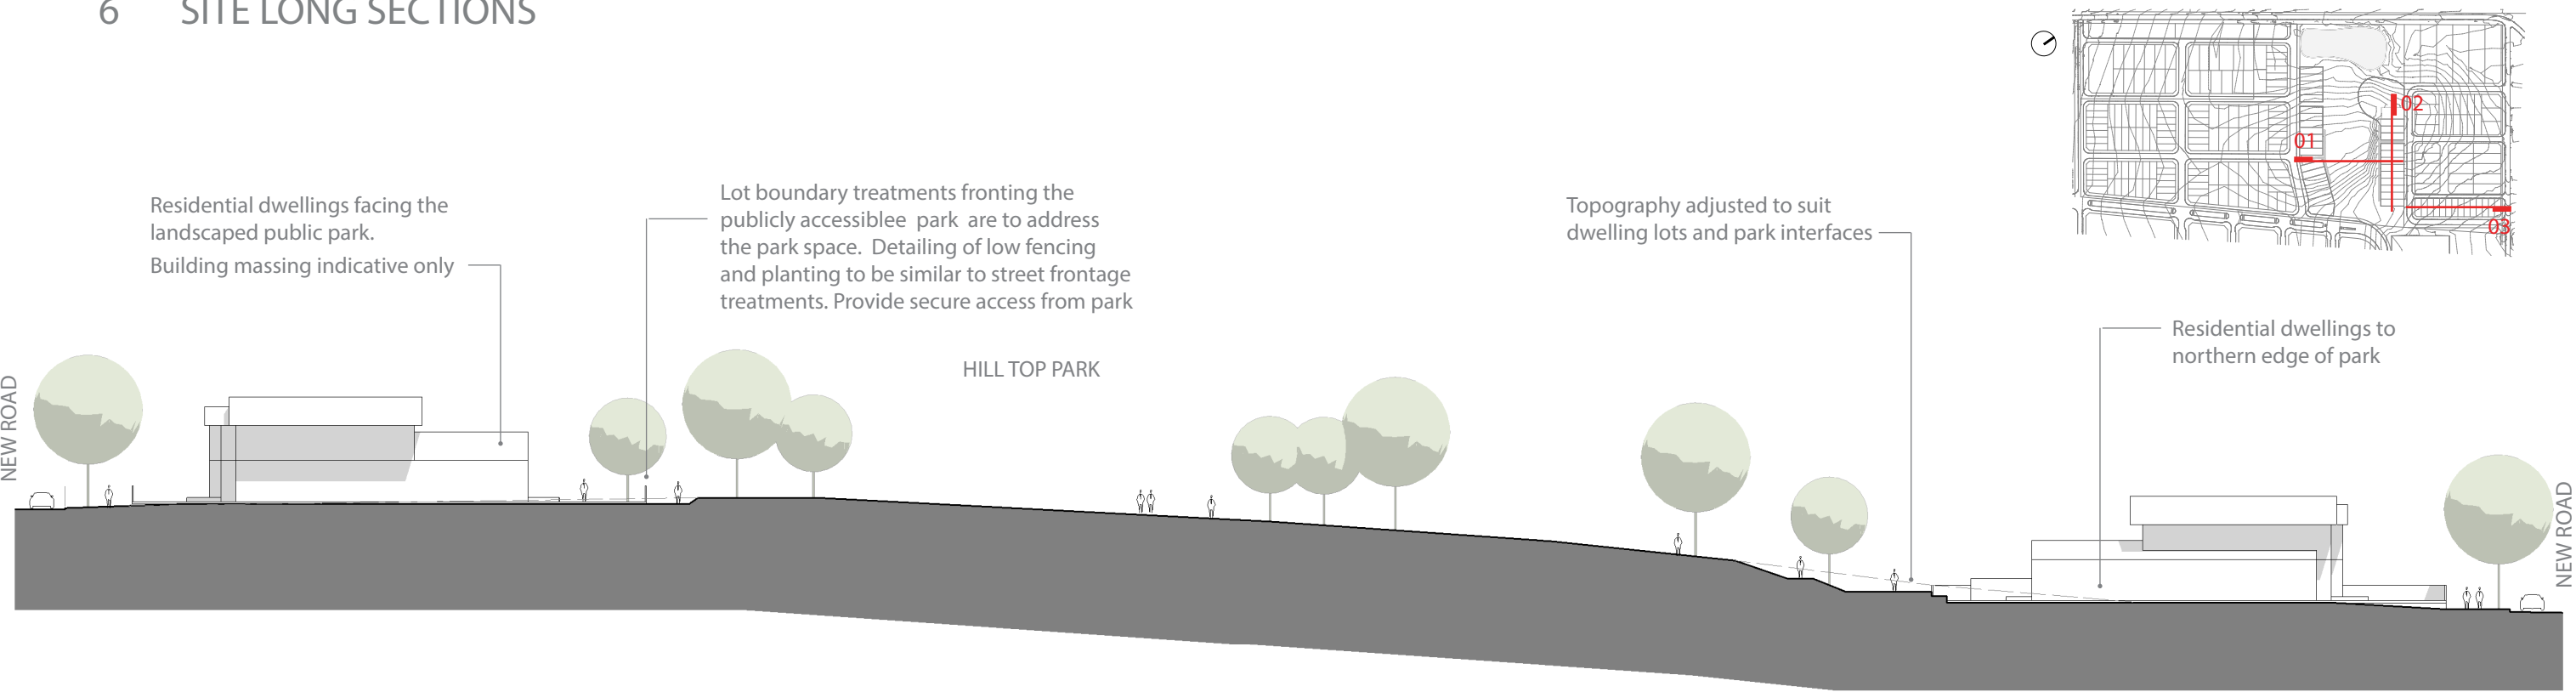 6 SITE LONG SECTIONS
01
02
03
Residential dwellings facing the
landscaped public park.
Building massing indicative only
Lot boundary treatments fronting the
publicly accessiblee park are to address
the park space. Detailing of low fencing
and planting to be similar to street frontage
treatments. Provide secure access from park
Topography adjusted to suit
dwelling lots and park interfaces
Residential dwellings to
northern edge of park
HILL TOP PARK
NEW ROAD
NEW ROAD